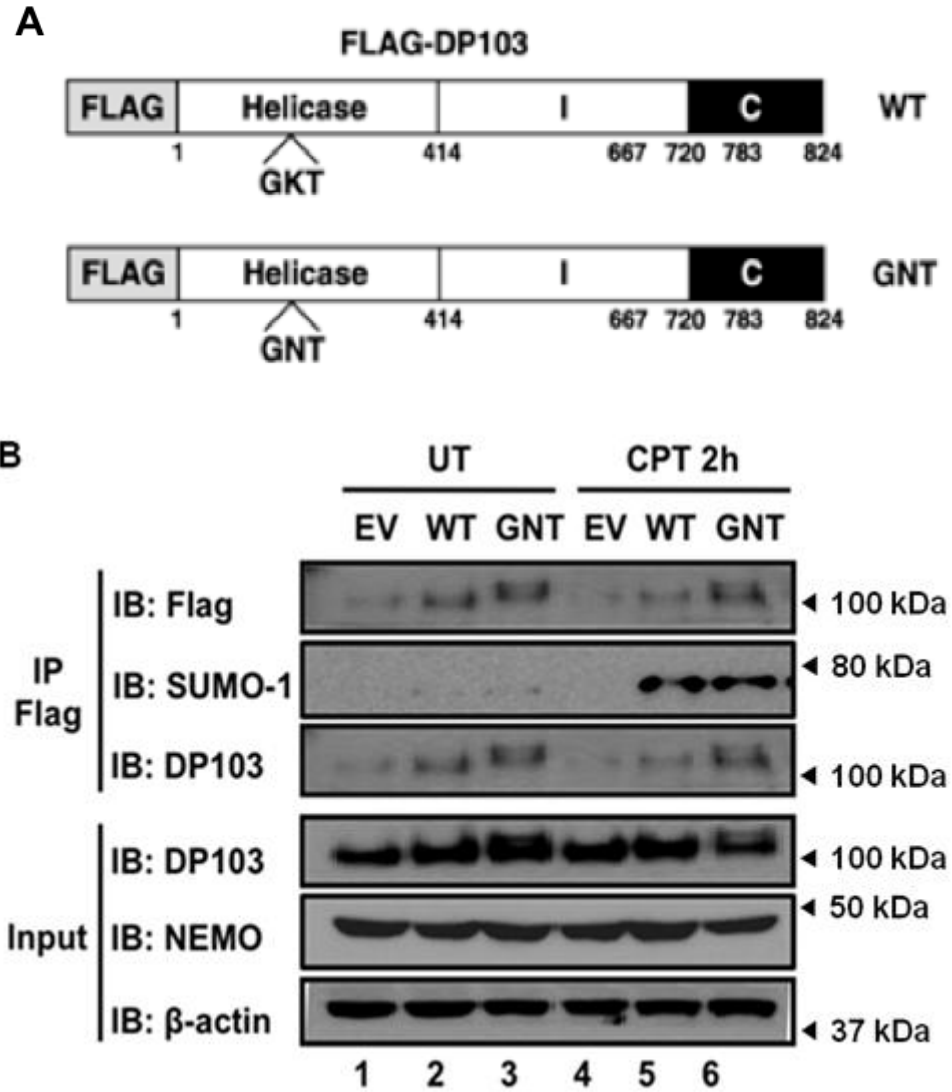 A
FLAG-DP103
FLAG Helicase I C WT
1 414 667 720 783 824
GKT
FLAG Helicase I C GNT
1 414 667 720 783 824
GNT
B
UT CPT 2h
EV WT GNT EV WT GNT
IP Flag
IB: Flag ◄ 100 kDa
IB: SUMO-1 ◄ 80 kDa
IB: DP103 ◄ 100 kDa
Input
IB: DP103 ◄ 100 kDa
IB: NEMO ◄ 50 kDa
IB: β-actin ◄ 37 kDa
1 2 3 4 5 6